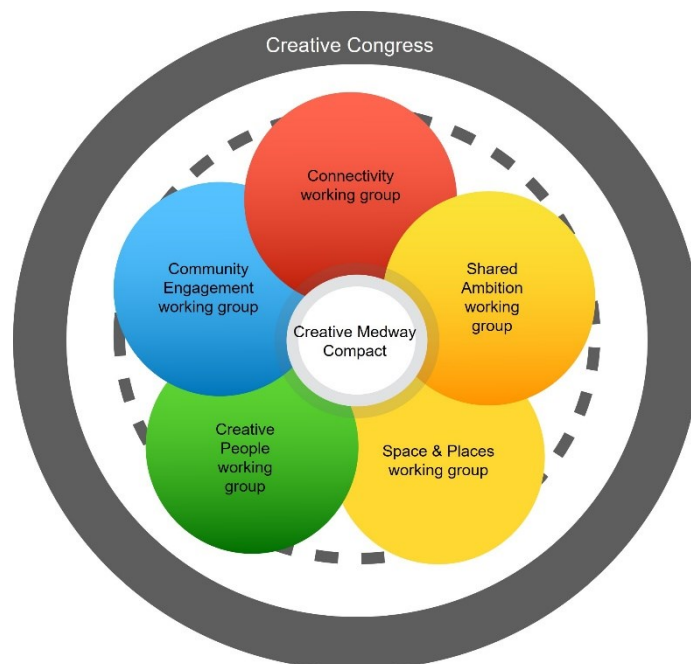 Creative Congress
Connectivity
working group
Community
Engagement
working group
Shared
Ambition
working
group
Creative Medway
Compact
Creative
People
working
group
Space & Places
working group